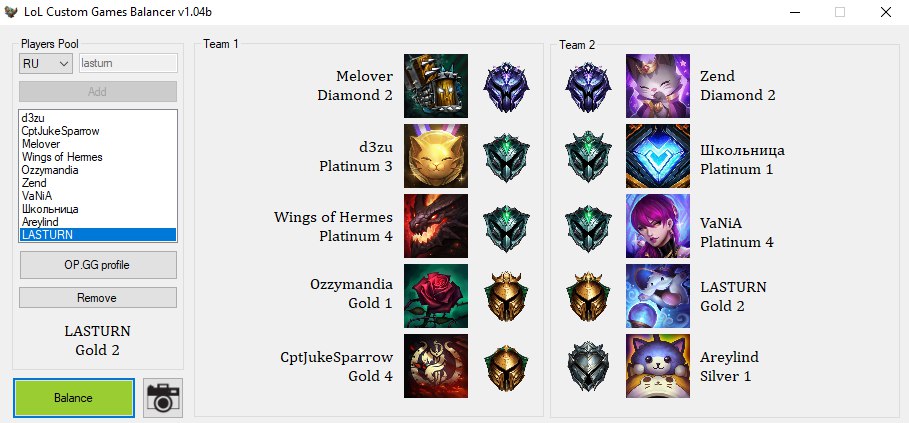 LoL Custom Games Balancer v1.04b
Players Pool
RU
lasturn
Add
d3zu
CptJukeSparrow
Melover
Wings of Hermes
Ozzymandia
Zend
VaNiA
Школьница
Areylind
LASTURN
OP.GG profile
Remove
LASTURN
Gold 2
Balance
Team 1
Melover
Diamond 2
d3zu
Platinum 3
Wings of Hermes
Platinum 4
Ozzymandia
Gold 1
CptJukeSparrow
Gold 4
Team 2
Zend
Diamond 2
Школьница
Platinum 1
VaNiA
Platinum 4
LASTURN
Gold 2
Areylind
Silver 1